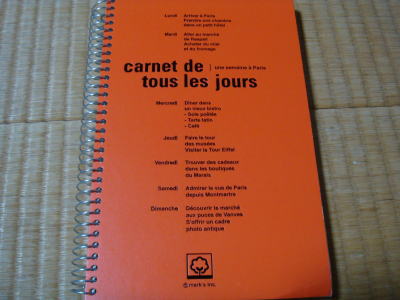 Lundi Arriver à Paris
Prendre une chambre
dans un petit hôtel
Mardi Aller au marché
de Raspail
Acheter du miel
et du fromage
carnet de | une semaine à Paris
tous les jours
Mercredi Dîner dans
un vieux bistro
- Sole poêlée
- Tarte tatin
- Café
Jeudi Faire le tour
des musées
Visiter la Tour Eiffel
Vendredi Trouver des cadeaux
dans les boutiques
du Marais
Samedi Admirer la vue de Paris
depuis Montmartre
Dimanche Découvrir le marché
aux puces de Vanves
S'offrir un cadre
photo antique
© mark's inc.